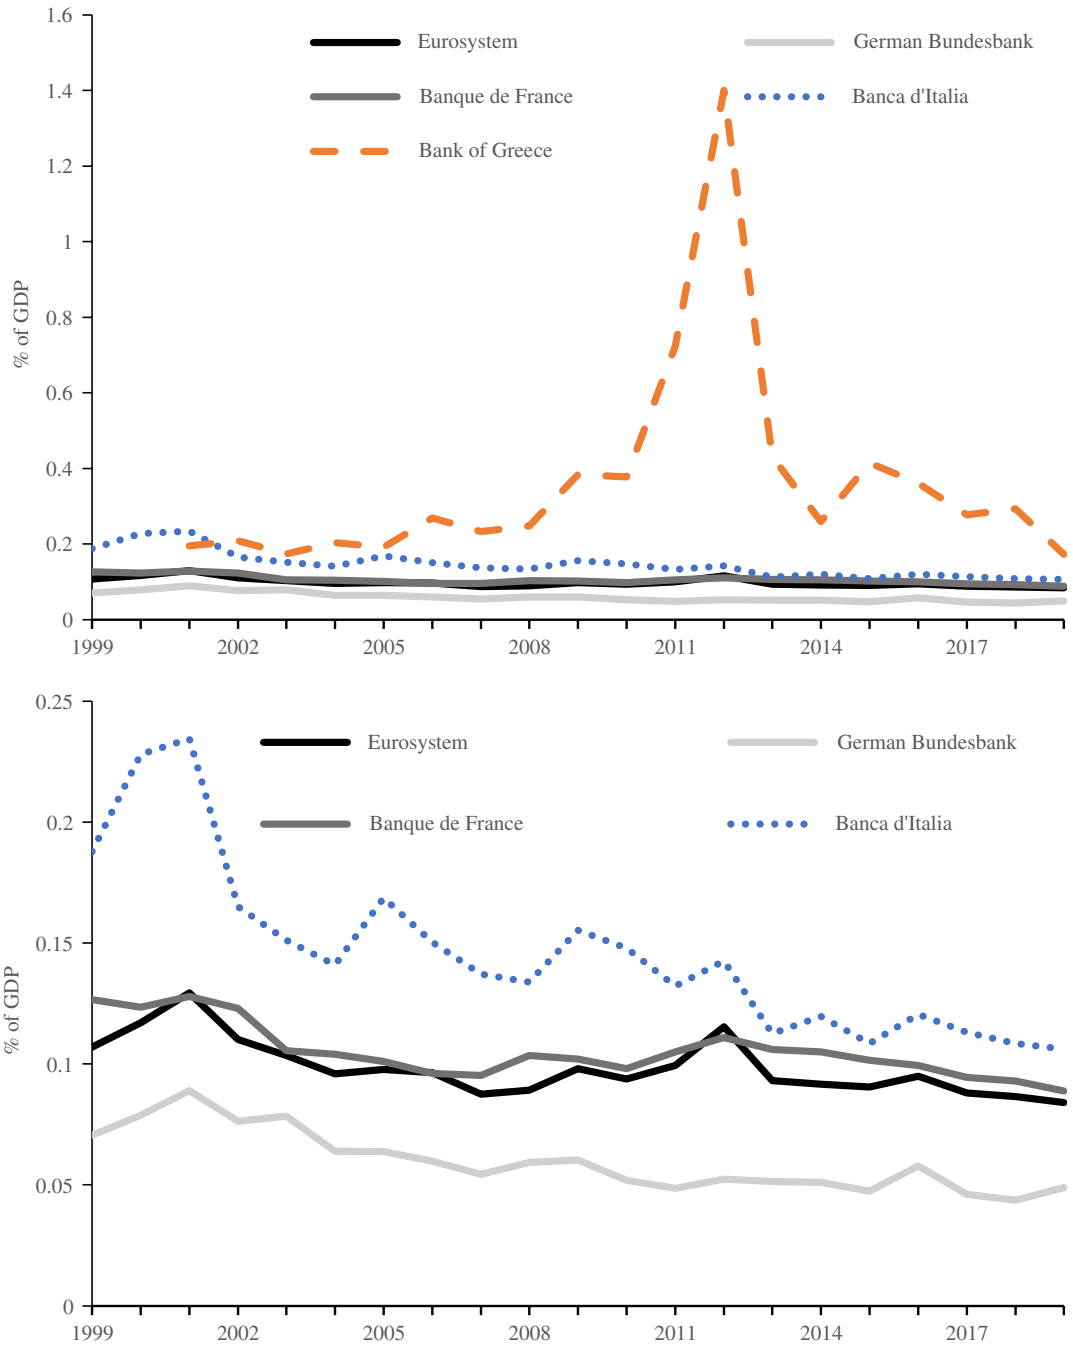 1.6
Eurosystem
German Bundesbank
1.4
Banque de France
Banca d'Italia
Bank of Greece
1.2
1
0.8
% of GDP
0.6
0.4
0.2
0
1999 2002 2005 2008 2011 2014 2017
0.25
Eurosystem
German Bundesbank
0.2
Banque de France
Banca d'Italia
0.15
% of GDP
0.1
0.05
0
1999 2002 2005 2008 2011 2014 2017